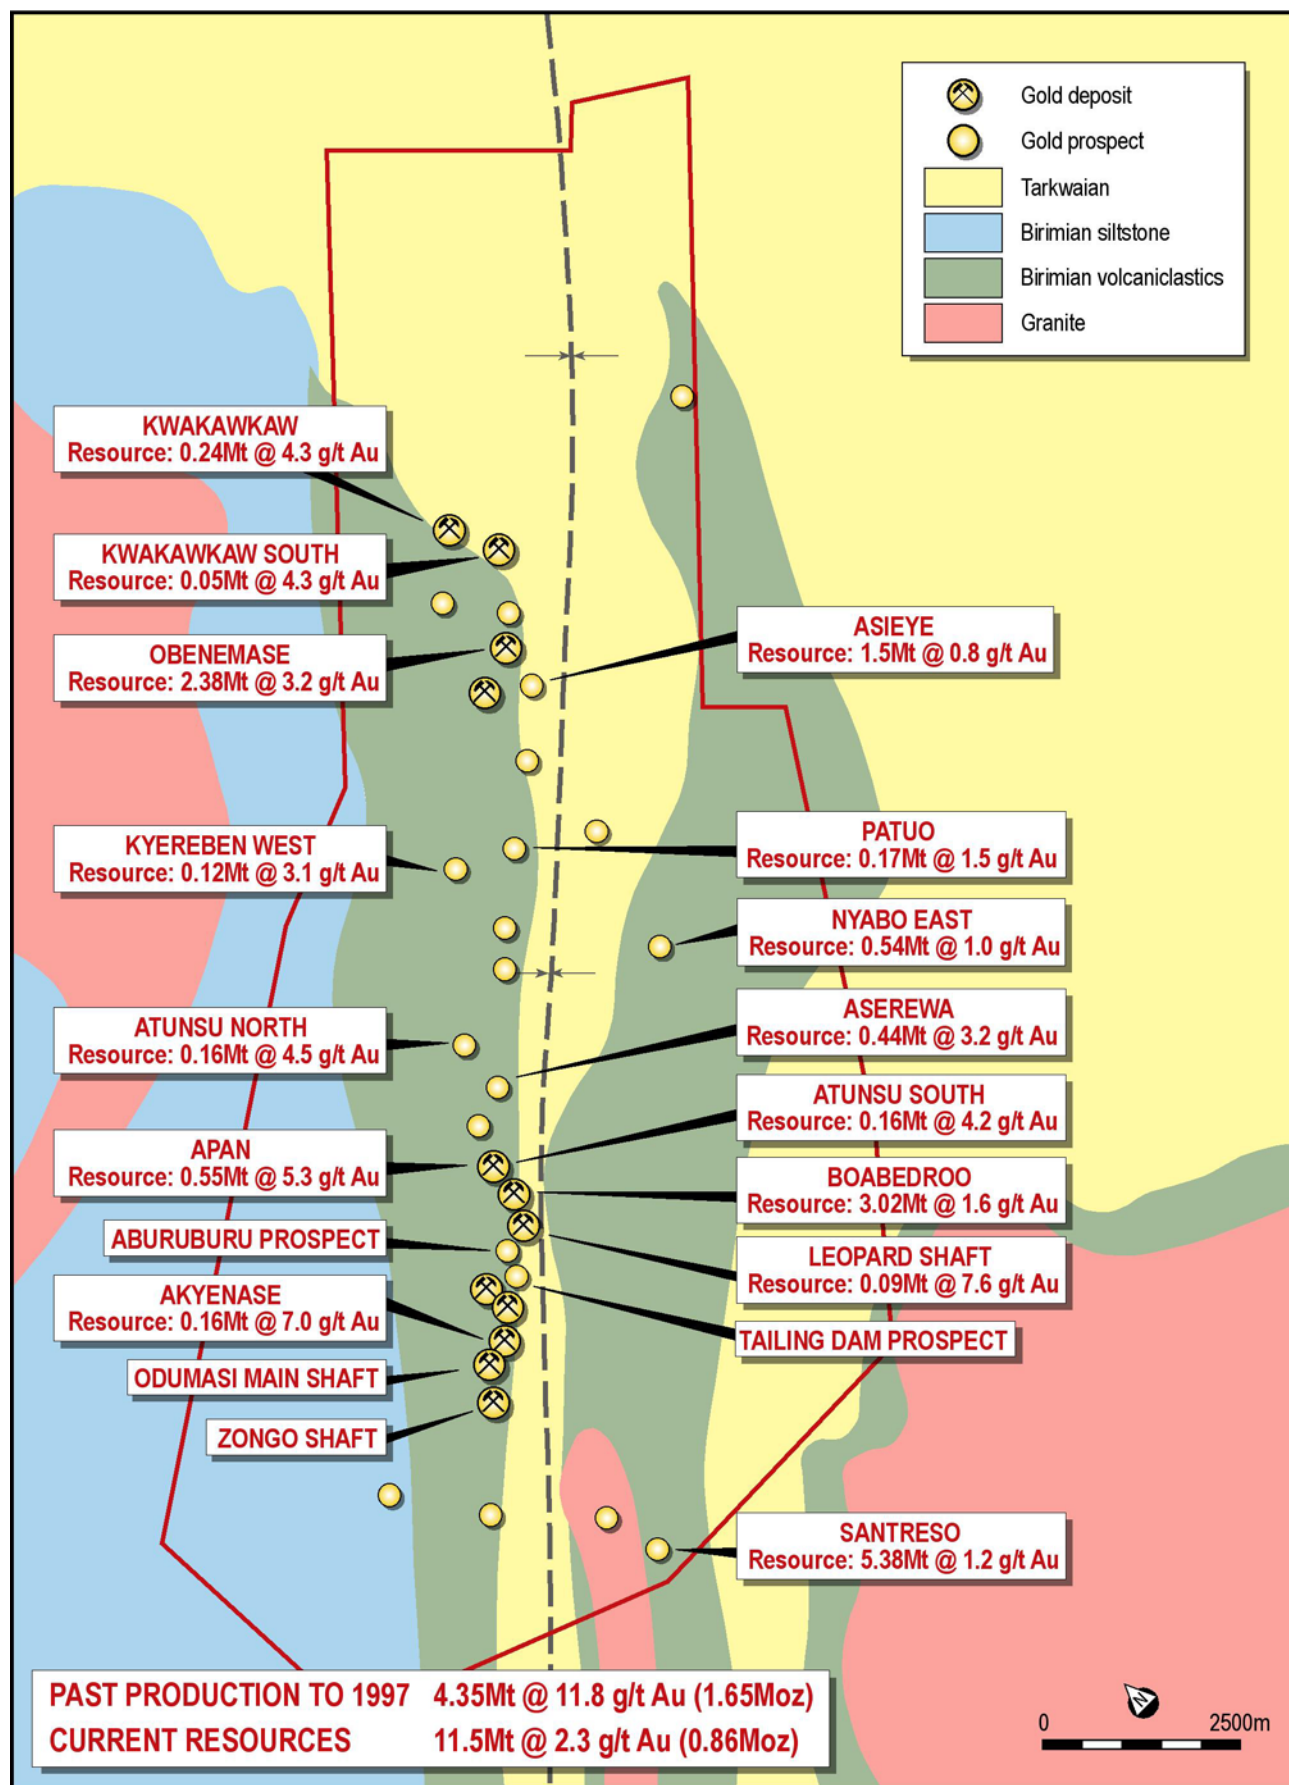 Gold deposit
Gold prospect
Tarkwaian
Birimian siltstone
Birimian volcaniclastics
Granite
KWAKAWKAW
Resource: 0.24Mt @ 4.3 g/t Au
KWAKAWKAW SOUTH
Resource: 0.05Mt @ 4.3 g/t Au
OBENEMASE
Resource: 2.38Mt @ 3.2 g/t Au
ASIEYE
Resource: 1.5Mt @ 0.8 g/t Au
KYEREBEN WEST
Resource: 0.12Mt @ 3.1 g/t Au
PATUO
Resource: 0.17Mt @ 1.5 g/t Au
NYABO EAST
Resource: 0.54Mt @ 1.0 g/t Au
ATUNSU NORTH
Resource: 0.16Mt @ 4.5 g/t Au
ASEREWA
Resource: 0.44Mt @ 3.2 g/t Au
ATUNSU SOUTH
Resource: 0.16Mt @ 4.2 g/t Au
APAN
Resource: 0.55Mt @ 5.3 g/t Au
BOABEDROO
Resource: 3.02Mt @ 1.6 g/t Au
ABURUBURU PROSPECT
LEOPARD SHAFT
Resource: 0.09Mt @ 7.6 g/t Au
AKYENASE
Resource: 0.16Mt @ 7.0 g/t Au
TAILING DAM PROSPECT
ODUMASI MAIN SHAFT
ZONGO SHAFT
SANTRESO
Resource: 5.38Mt @ 1.2 g/t Au
PAST PRODUCTION TO 1997 4.35Mt @ 11.8 g/t Au (1.65Moz)
CURRENT RESOURCES 11.5Mt @ 2.3 g/t Au (0.86Moz)
N
0 2500m